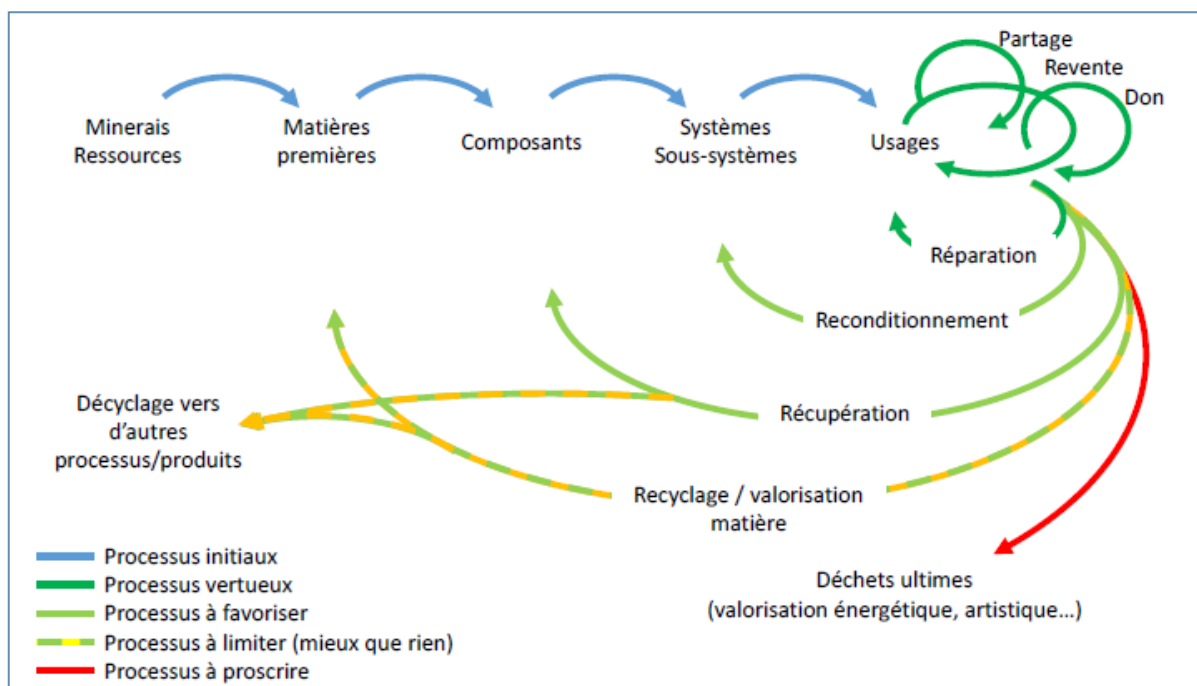 Partage
Revente
Don
Minerais
Ressources
Matières
premières
Composants
Systèmes
Sous-systèmes
Usages
Réparation
Reconditionnement
Récupération
Décyclage vers
d'autres
processus/produits
Recyclage / valorisation
matière
Déchets ultimes
(valorisation énergétique, artistique...)
Processus initiaux
Processus vertueux
Processus à favoriser
Processus à limiter (mieux que rien)
Processus à proscrire